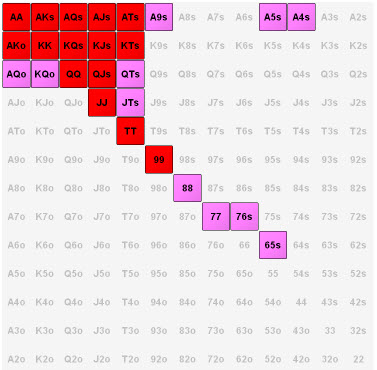 AA AKs AQs AJs ATs A9s A8s A7s A6s A5s A4s A3s A2s
AKo KK KQs KJs KTs K9s K8s K7s K6s K5s K4s K3s K2s
AQo KQo QQ QJs QTs Q9s Q8s Q7s Q6s Q5s Q4s Q3s Q2s
AJo KJo QJo JJ JTs J9s J8s J7s J6s J5s J4s J3s J2s
ATo KTo QTo JTo TT T9s T8s T7s T6s T5s T4s T3s T2s
A9o K9o Q9o J9o T9o 99 98s 97s 96s 95s 94s 93s 92s
A8o K8o Q8o J8o T8o 98o 88 87s 86s 85s 84s 83s 82s
A7o K7o Q7o J7o T7o 97o 87o 77 76s 75s 74s 73s 72s
A6o K6o Q6o J6o T6o 96o 86o 76o 66 65s 64s 63s 62s
A5o K5o Q5o J5o T5o 95o 85o 75o 65o 55 54s 53s 52s
A4o K4o Q4o J4o T4o 94o 84o 74o 64o 54o 44 43s 42s
A3o K3o Q3o J3o T3o 93o 83o 73o 63o 53o 43o 33 32s
A2o K2o Q2o J2o T2o 92o 82o 72o 62o 52o 42o 32o 22